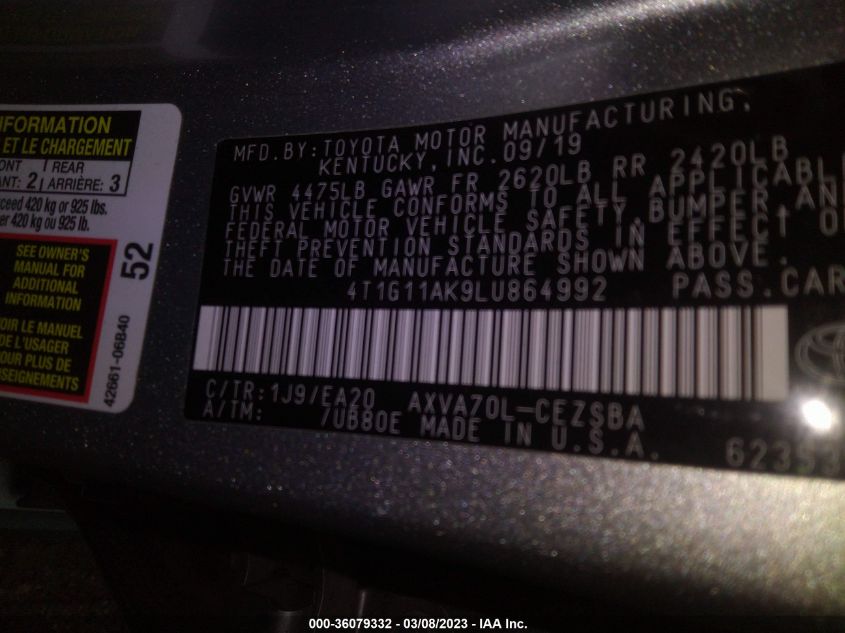 NFORMATION
ET LE CHARGEMENT
ONT | REAR
ANT: 2 | ARRIÈRE: 3
ceed 420 kg or 925 lbs.
er 420 kg ou 925 lb.
SEE OWNER'S
MANUAL FOR
ADDITIONAL
INFORMATION
OIR LE MANUEL
DE L'USAGER
POUR PLUS DE
NSEIGNEMENTS
52
42661-06B40
MFD. BY: TOYOTA MOTOR MANUFACTURING,
KENTUCKY, INC. 09/19
GVWR 4475LB GAWR FR 2620LB RR 2420LB
THIS VEHICLE CONFORMS TO ALL APPLICABL
FEDERAL MOTOR VEHICLE SAFETY, BUMPER, AN
THEFT PREVENTION STANDARDS IN EFFECT O
THE DATE OF MANUFACTURE SHOWN ABOVE.
4T1G11AK9LU864992 PASS.CAR
C/TR: 1J9/EA20 AXVA70L-CEZSBA
A/TM: /UB80E MADE IN U.S.A.
000-36079332 - 03/08/2023 - IAA Inc.